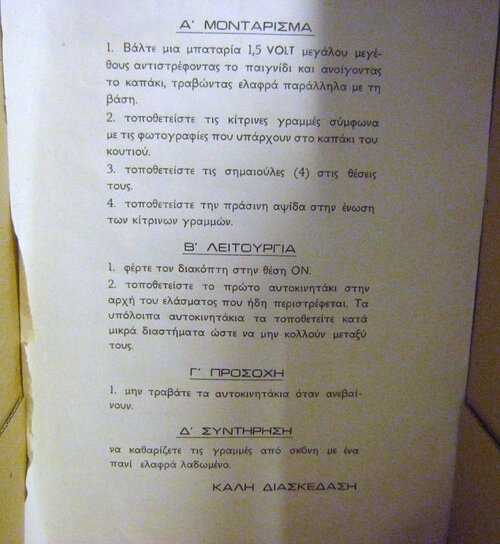 Α' ΜΟΝΤΑΡΙΣΜΑ
1. Βάλτε μια μπαταρία 1,5 VOLT μεγάλου μεγέ-
θους αντιστρέφοντας το παιγνίδι και ανοίγοντας
το καπάκι, τραβώντας ελαφρά παράλληλα με τη
βάση.
2. τοποθετείστε τις κίτρινες γραμμές σύμφωνα
με τις φωτογραφίες που υπάρχουν στο καπάκι του
κουτιού.
3. τοποθετείστε τις σημαιούλες (4) στις θέσεις
τους.
4. τοποθετείστε την πράσινη αψίδα στην ένωση
των κίτρινων γραμμών.
Β' ΛΕΙΤΟΥΡΓΙΑ
1. φέρτε τον διακόπτη στην θέση ON.
2. τοποθετείστε το πρώτο αυτοκινητάκι στην
αρχή του ελάσματος που ήδη περιστρέφεται. Τα
υπόλοιπα αυτοκινητάκια τα τοποθετείτε κατά
μικρά διαστήματα ώστε να μην κολλούν μεταξύ
τους.
Γ' ΠΡΟΣΟΧΗ
1. μην τραβάτε τα αυτοκινητάκια όταν ανεβαί-
νουν.
Δ' ΣΥΝΤΗΡΗΣΗ
να καθαρίζετε τις γραμμές από σκόνη με ένα
πανί ελαφρά λαδωμένο.
ΚΑΛΗ ΔΙΑΣΚΕΔΑΣΗ